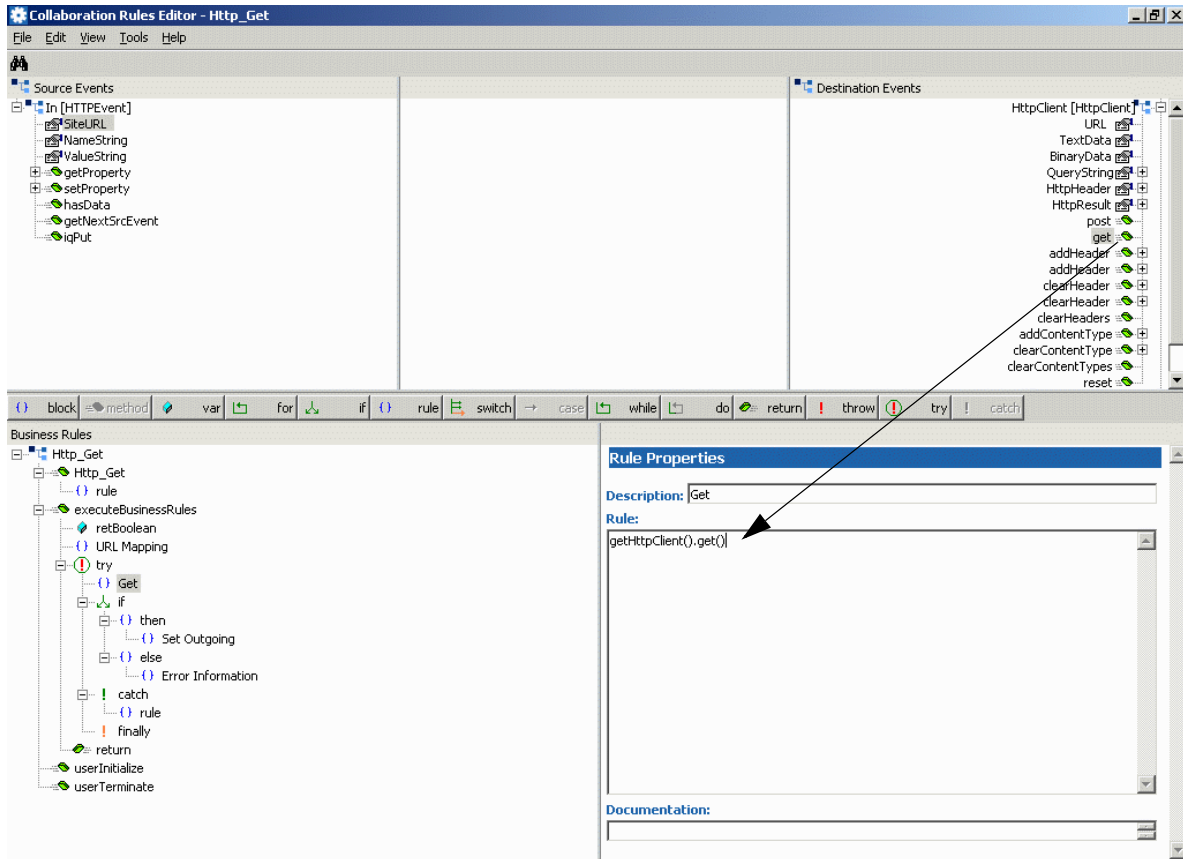 Collaboration Rules Editor - Http_Get
File Edit View Tools Help
Source Events
Destination Events
In [HTTPEvent]
SiteURL
NameString
ValueString
getProperty
setProperty
hasData
getNextSrcEvent
iqPut
HttpClient [HttpClient]
URL
TextData
BinaryData
QueryString
HttpHeader
HttpResult
post
get
addHeader
addHeader
clearHeader
clearHeader
clearHeaders
addContentType
clearContentType
clearContentTypes
reset
block method var for if rule switch case while do return throw try catch
Business Rules
Http_Get
Http_Get
rule
executeBusinessRules
retBoolean
URL Mapping
try
Get
if
then
Set Outgoing
else
Error Information
catch
rule
finally
return
userInitialize
userTerminate
Rule Properties
Description: Get
Rule:
getHttpClient().get()
Documentation: